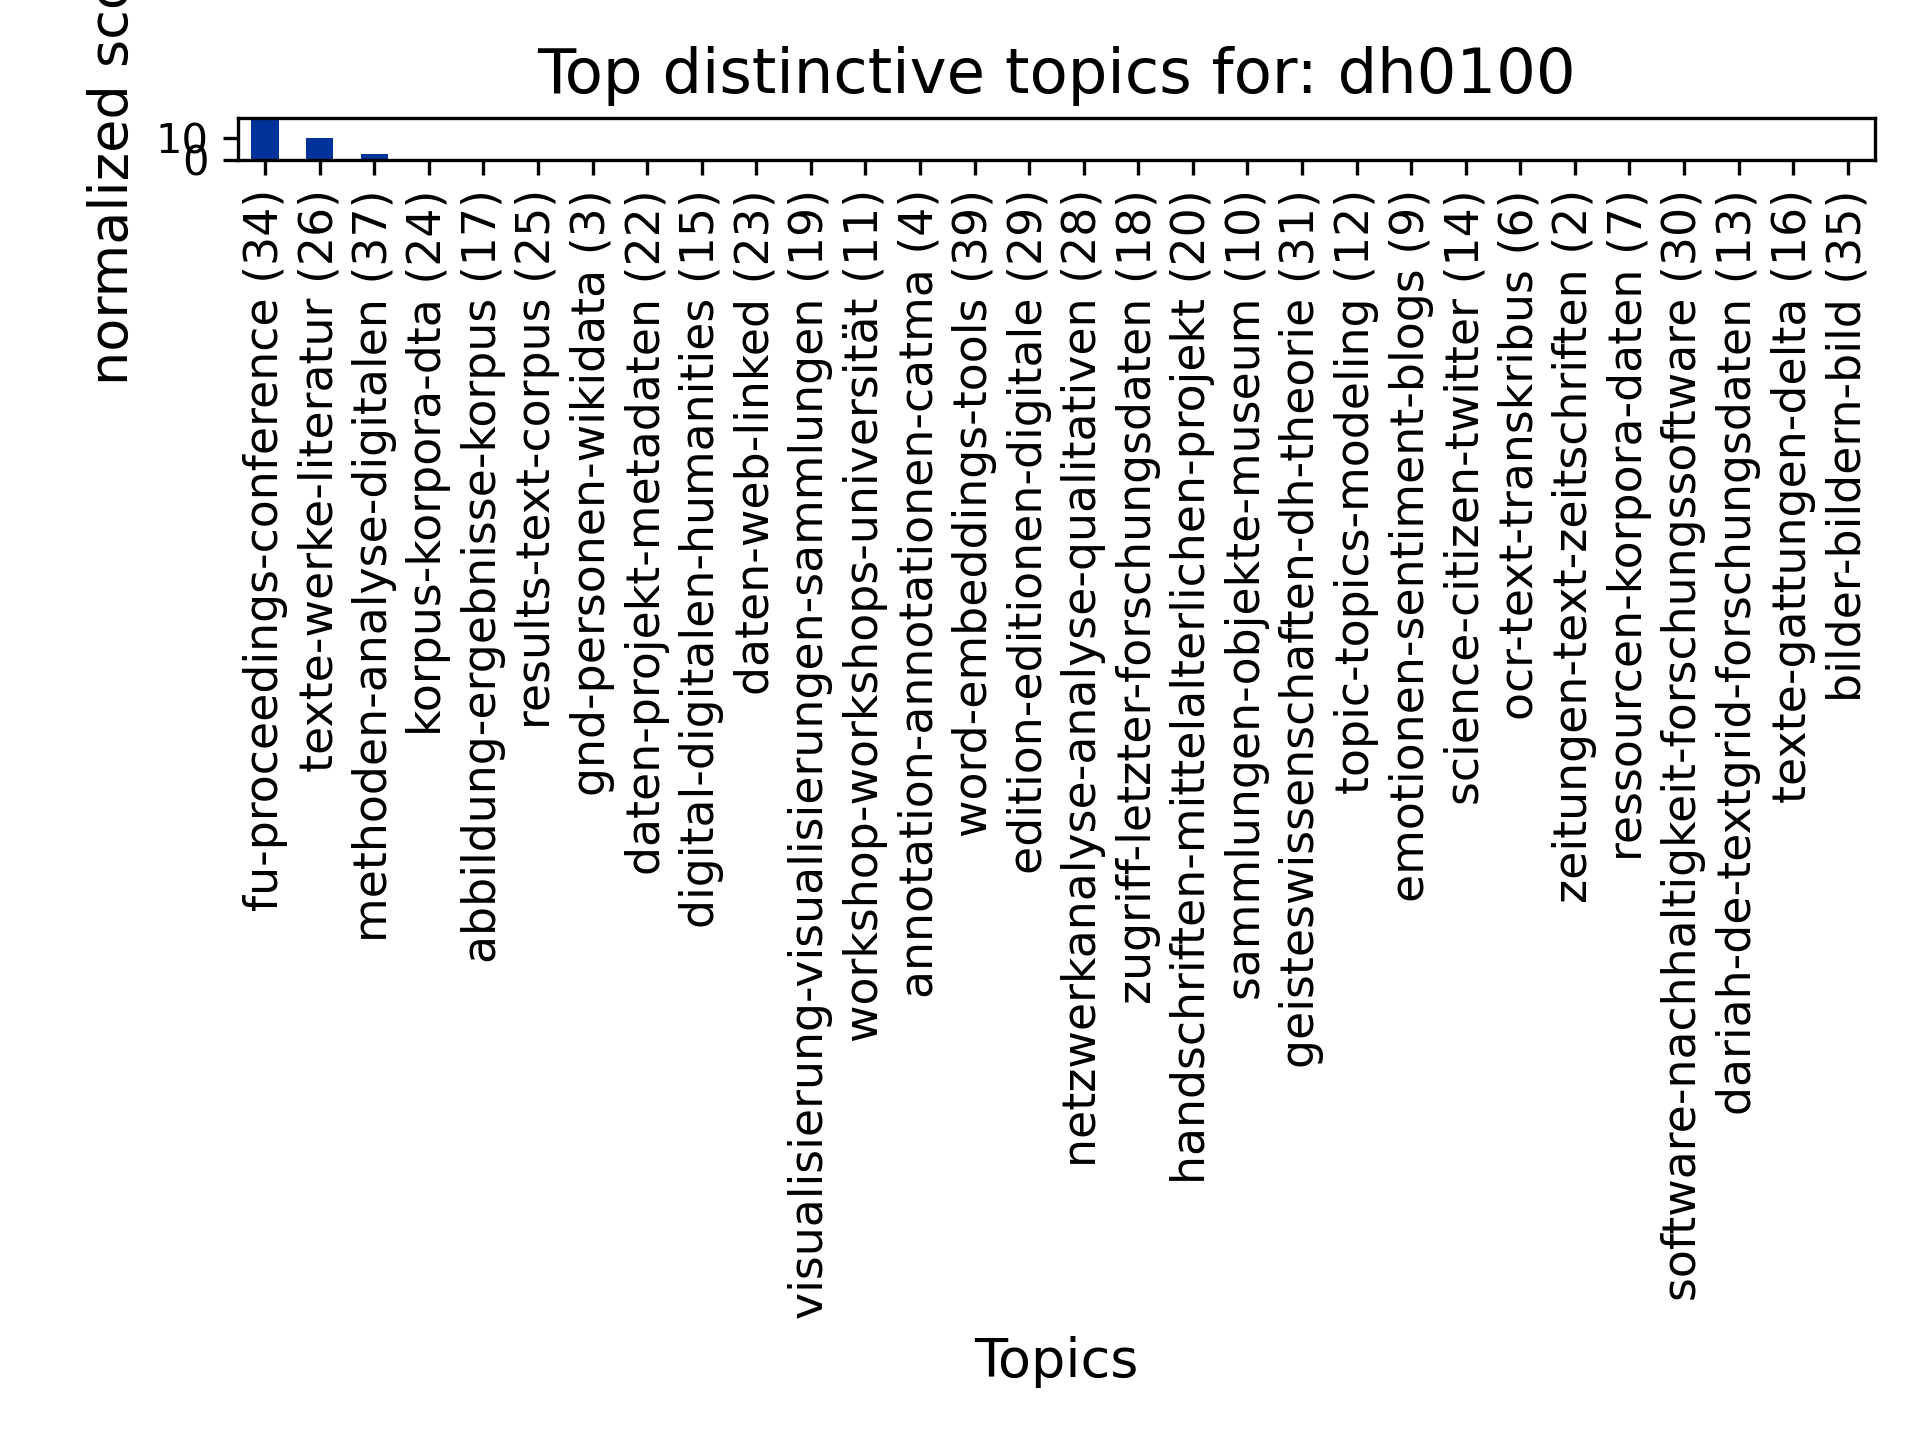 Top distinctive topics for: dh0100
normalized sco
10
0
fu-proceedings-conference (34)
texte-werke-literatur (26)
methoden-analyse-digitalen (37)
korpus-korpora-dta (24)
abbildung-ergebnisse-korpus (17)
results-text-corpus (25)
gnd-personen-wikidata (3)
daten-projekt-metadaten (22)
digital-digitalen-humanities (15)
daten-web-linked (23)
visualisierung-visualisierungen-sammlungen (19)
workshop-workshops-universität (11)
annotation-annotationen-catma (4)
word-embeddings-tools (39)
edition-editionen-digitale (29)
netzwerkanalyse-analyse-qualitativen (28)
zugriff-letzter-forschungsdaten (18)
handschriften-mittelalterlichen-projekt (20)
sammlungen-objekte-museum (10)
geisteswissenschaften-dh-theorie (31)
topic-topics-modeling (12)
emotionen-sentiment-blogs (9)
science-citizen-twitter (14)
ocr-text-transkribus (6)
zeitungen-text-zeitschriften (2)
ressourcen-korpora-daten (7)
software-nachhaltigkeit-forschungssoftware (30)
dariah-de-textgrid-forschungsdaten (13)
texte-gattungen-delta (16)
bilder-bildern-bild (35)
Topics